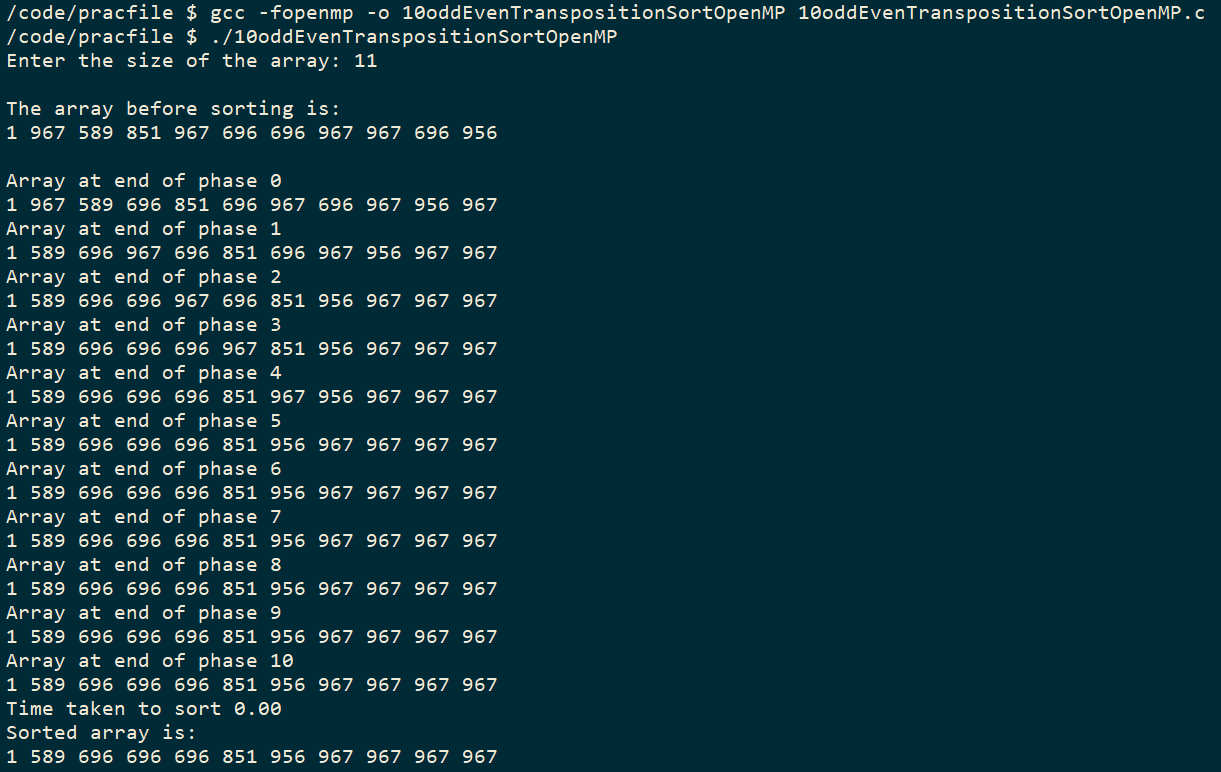 /code/pracfile $ gcc -fopenmp -o 10oddEvenTranspositionSortOpenMP 10oddEvenTranspositionSortOpenMP.c
/code/pracfile $ ./10oddEvenTranspositionSortOpenMP
Enter the size of the array: 11
The array before sorting is:
1 967 589 851 967 696 696 967 967 696 956
Array at end of phase 0
1 967 589 696 851 696 967 696 967 956 967
Array at end of phase 1
1 589 696 967 696 851 696 967 956 967 967
Array at end of phase 2
1 589 696 696 967 696 851 956 967 967 967
Array at end of phase 3
1 589 696 696 696 967 851 956 967 967 967
Array at end of phase 4
1 589 696 696 696 851 967 956 967 967 967
Array at end of phase 5
1 589 696 696 696 851 956 967 967 967 967
Array at end of phase 6
1 589 696 696 696 851 956 967 967 967 967
Array at end of phase 7
1 589 696 696 696 851 956 967 967 967 967
Array at end of phase 8
1 589 696 696 696 851 956 967 967 967 967
Array at end of phase 9
1 589 696 696 696 851 956 967 967 967 967
Array at end of phase 10
1 589 696 696 696 851 956 967 967 967 967
Time taken to sort 0.00
Sorted array is:
1 589 696 696 696 851 956 967 967 967 967